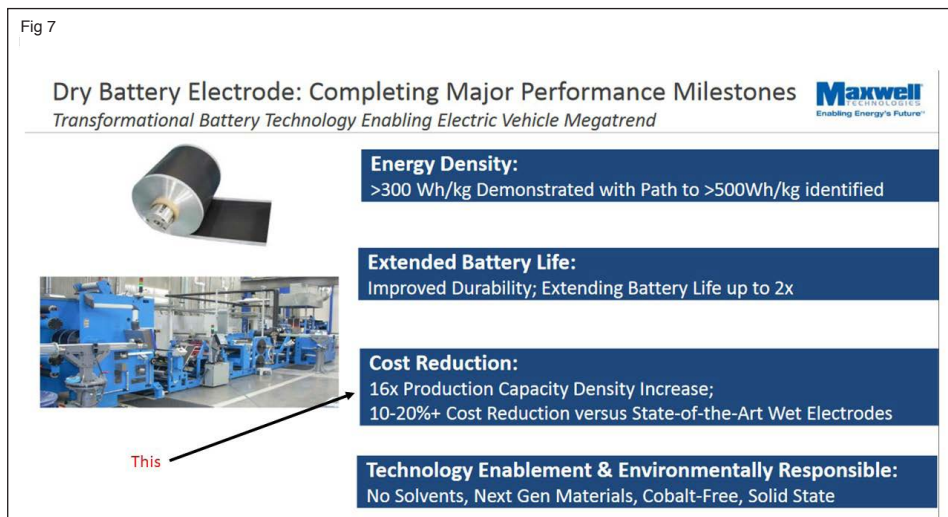 Fig 7
Dry Battery Electrode: Completing Major Performance Milestones
Transformational Battery Technology Enabling Electric Vehicle Megatrend
Maxwell
TECHNOLOGIES
Enabling Energy's Future™
Energy Density:
>300 Wh/kg Demonstrated with Path to >500Wh/kg identified
Extended Battery Life:
Improved Durability; Extending Battery Life up to 2x
Cost Reduction:
16x Production Capacity Density Increase;
10-20%+ Cost Reduction versus State-of-the-Art Wet Electrodes
This
Technology Enablement & Environmentally Responsible:
No Solvents, Next Gen Materials, Cobalt-Free, Solid State